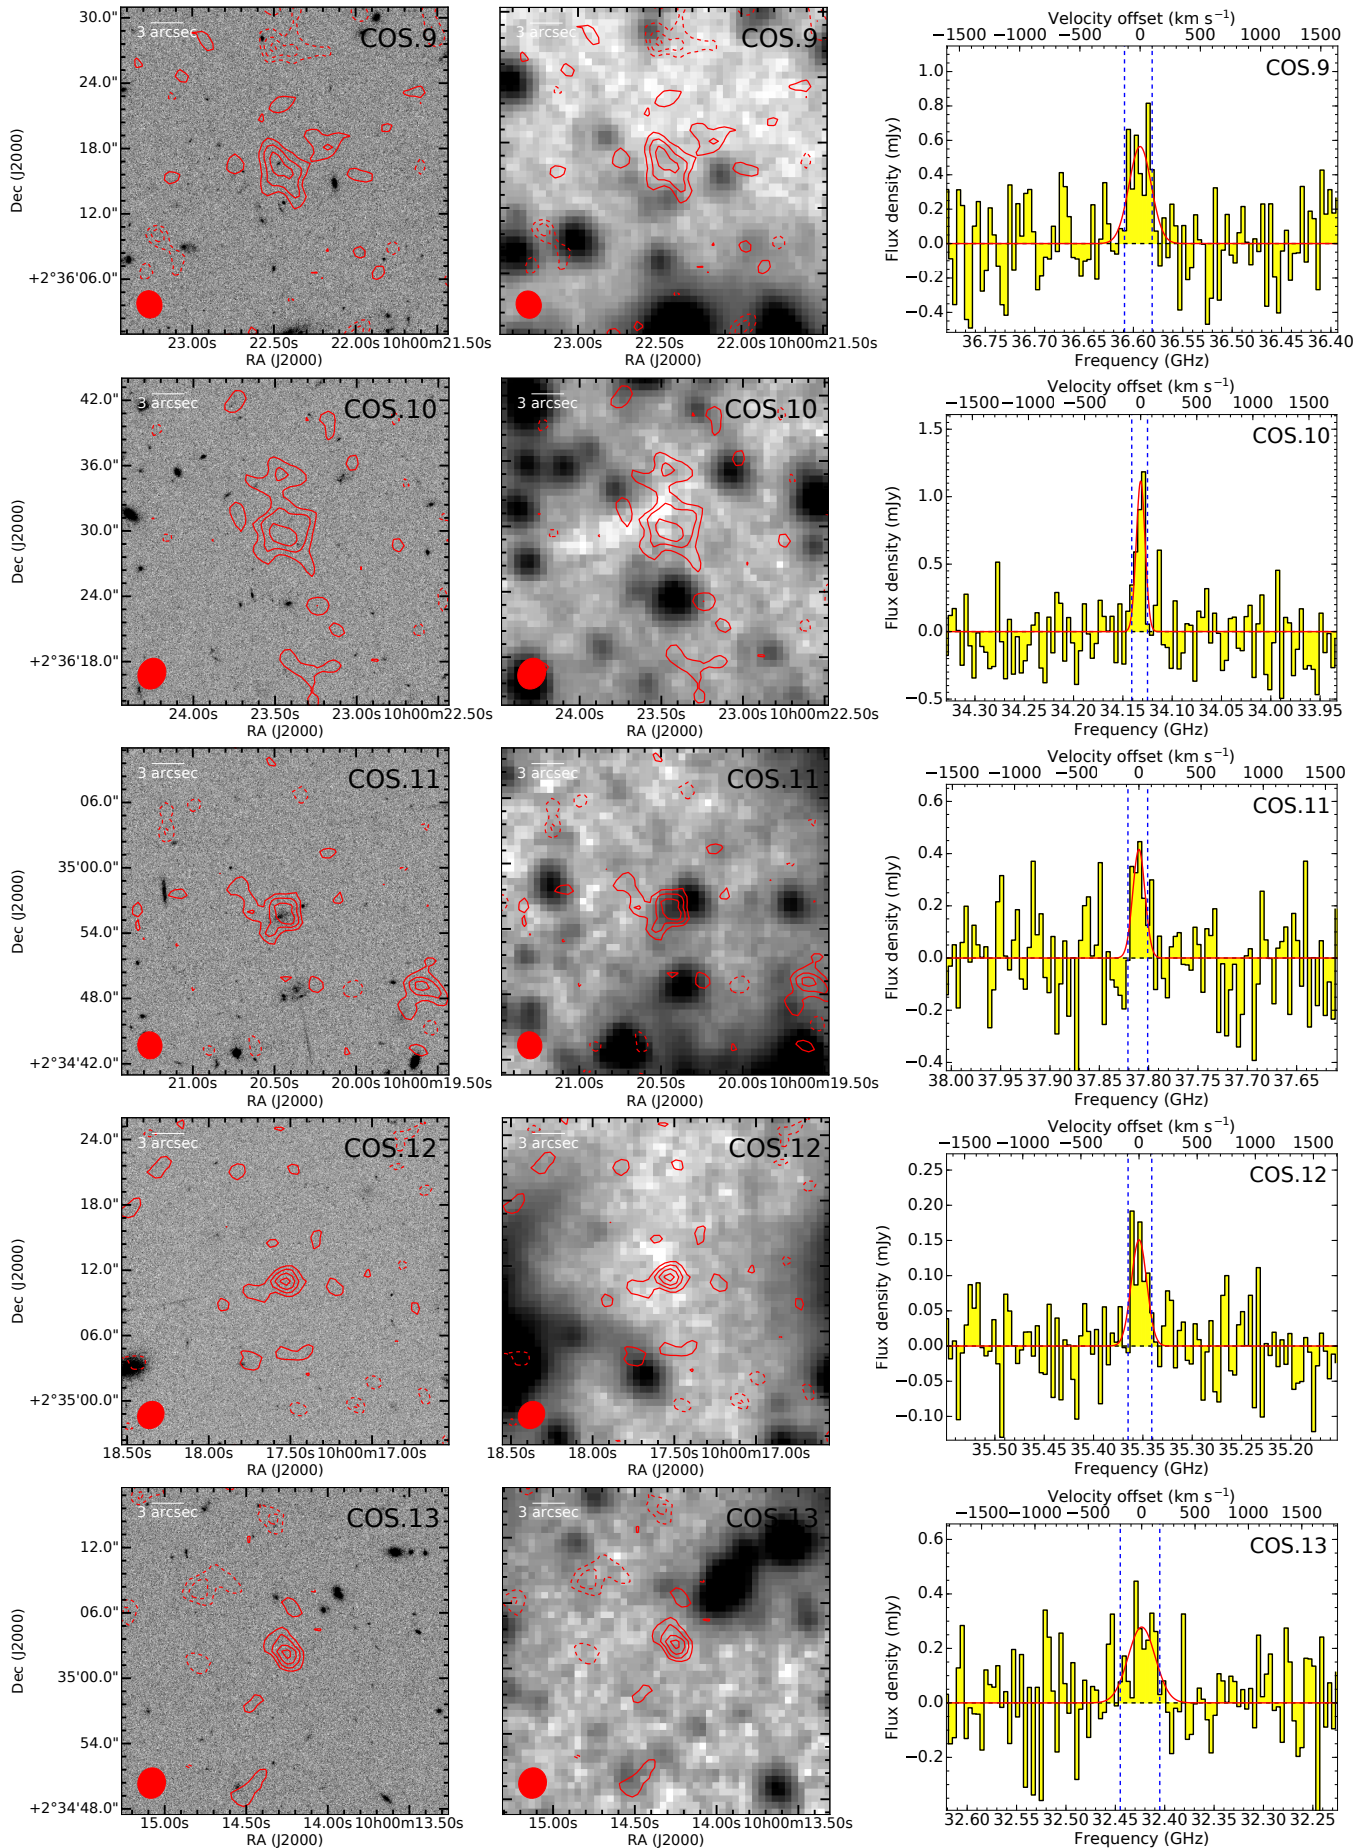 3 arcsec COS.9
30.0"
24.0"
18.0"
12.0"
+2°36'06.0"
Dec (J2000)
23.00s 22.50s 22.00s 10h00m21.50s
RA (J2000)
3 arcsec COS.9
23.00s 22.50s 22.00s 10h00m21.50s
RA (J2000)
Velocity offset (km s⁻¹)
−1500 −1000 −500 0 500 1000 1500
COS.9
1.0
0.8
0.6
0.4
0.2
0.0
−0.2
−0.4
Flux density (mJy)
36.75 36.70 36.65 36.60 36.55 36.50 36.45 36.40
Frequency (GHz)
3 arcsec COS.10
42.0"
36.0"
30.0"
24.0"
+2°36'18.0"
Dec (J2000)
24.00s 23.50s 23.00s 10h00m22.50s
RA (J2000)
3 arcsec COS.10
24.00s 23.50s 23.00s 10h00m22.50s
RA (J2000)
Velocity offset (km s⁻¹)
−1500 −1000 −500 0 500 1000 1500
COS.10
1.5
1.0
0.5
0.0
−0.5
Flux density (mJy)
34.30 34.25 34.20 34.15 34.10 34.05 34.00 33.95
Frequency (GHz)
3 arcsec COS.11
06.0"
35'00.0"
54.0"
48.0"
+2°34'42.0"
Dec (J2000)
21.00s 20.50s 20.00s 10h00m19.50s
RA (J2000)
3 arcsec COS.11
21.00s 20.50s 20.00s 10h00m19.50s
RA (J2000)
Velocity offset (km s⁻¹)
−1500 −1000 −500 0 500 1000 1500
COS.11
0.6
0.4
0.2
0.0
−0.2
−0.4
Flux density (mJy)
38.00 37.95 37.90 37.85 37.80 37.75 37.70 37.65
Frequency (GHz)
3 arcsec COS.12
24.0"
18.0"
12.0"
06.0"
+2°35'00.0"
Dec (J2000)
18.50s 18.00s 17.50s 10h00m17.00s
RA (J2000)
3 arcsec COS.12
18.50s 18.00s 17.50s 10h00m17.00s
RA (J2000)
Velocity offset (km s⁻¹)
−1500 −1000 −500 0 500 1000 1500
COS.12
0.25
0.20
0.15
0.10
0.05
0.00
−0.05
−0.10
Flux density (mJy)
35.50 35.45 35.40 35.35 35.30 35.25 35.20
Frequency (GHz)
3 arcsec COS.13
12.0"
06.0"
35'00.0"
54.0"
+2°34'48.0"
Dec (J2000)
15.00s 14.50s 14.00s 10h00m13.50s
RA (J2000)
3 arcsec COS.13
15.00s 14.50s 14.00s 10h00m13.50s
RA (J2000)
Velocity offset (km s⁻¹)
−1500 −1000 −500 0 500 1000 1500
COS.13
0.6
0.4
0.2
0.0
−0.2
Flux density (mJy)
32.60 32.55 32.50 32.45 32.40 32.35 32.30 32.25
Frequency (GHz)